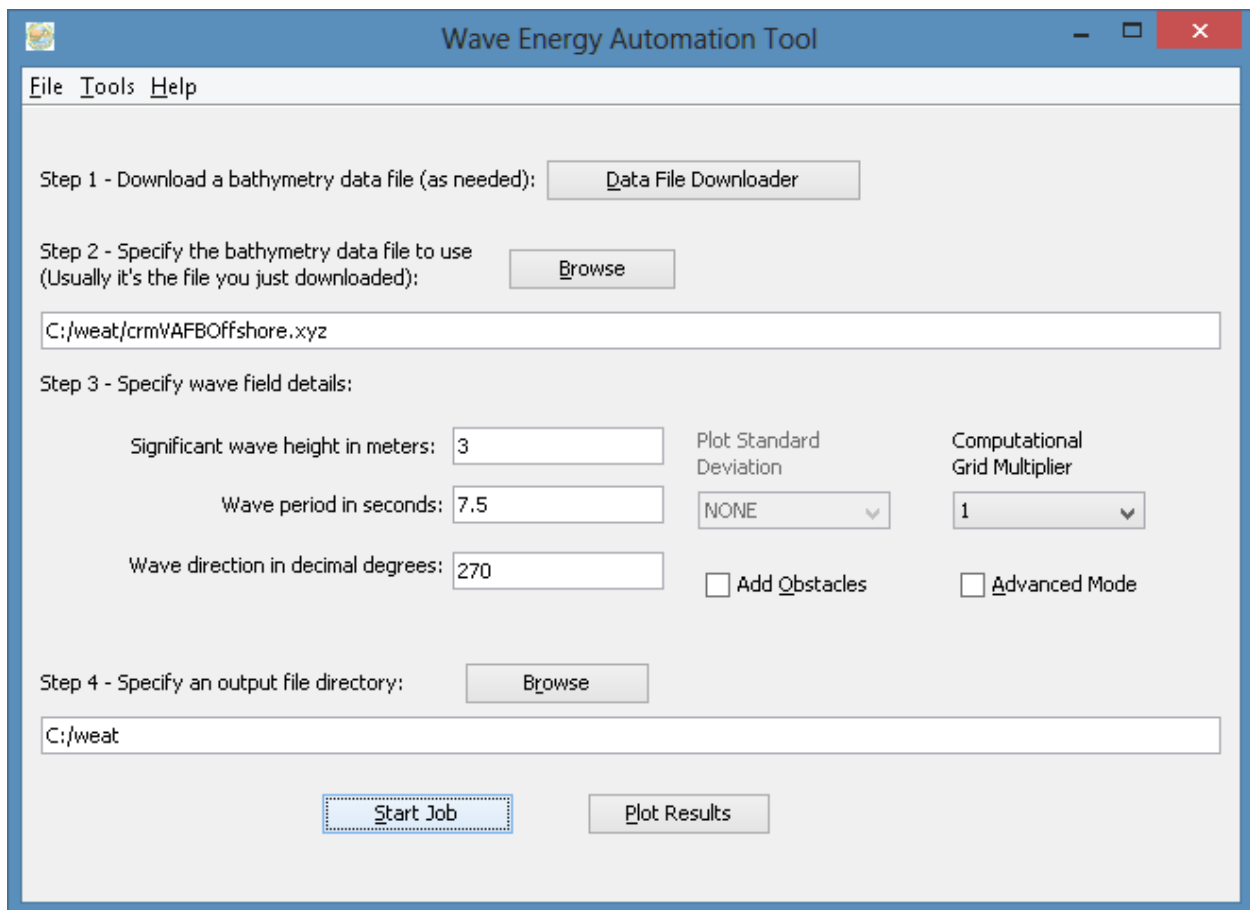 Wave Energy Automation Tool
File Tools Help
Step 1 - Download a bathymetry data file (as needed): Data File Downloader
Step 2 - Specify the bathymetry data file to use
(Usually it's the file you just downloaded): Browse
C:/weat/crmVAFBOffshore.xyz
Step 3 - Specify wave field details:
Significant wave height in meters: 3
Plot Standard
Deviation
Computational
Grid Multiplier
Wave period in seconds: 7.5 NONE 1
Wave direction in decimal degrees: 270 Add Obstacles Advanced Mode
Step 4 - Specify an output file directory: Browse
C:/weat
Start Job Plot Results